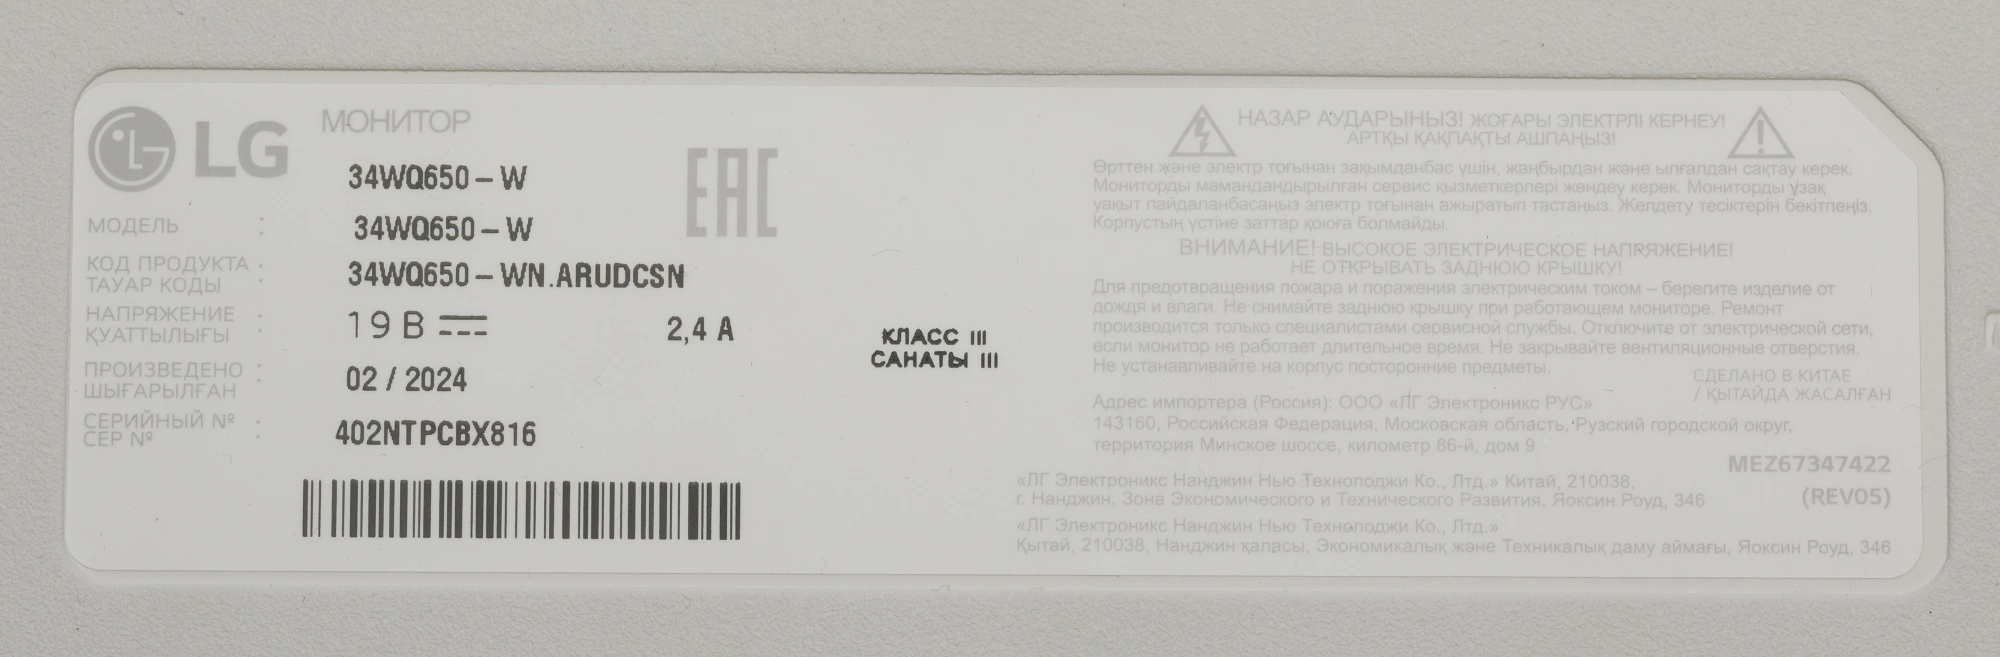 LG
МОНИТОР
34WQ650-W
EAC
МОДЕЛЬ : 34WQ650-W
КОД ПРОДУКТА : 34WQ650-WN.ARUDCSN
ТАУАР КОДЫ :
НАПРЯЖЕНИЕ : 19 В 2,4 А
ҚУАТТЫЛЫҒЫ :
ПРОИЗВЕДЕНО : 02 / 2024
ШЫҒАРЫЛҒАН :
СЕРИЙНЫЙ № : 402NTPCBX816
СЕР № :
КЛАСС III
САНАТЫ III
НАЗАР АУДАРЫНЫЗ! ЖОҒАРЫ ЭЛЕКТРЛІ КЕРНЕУ!
АРТҚЫ ҚАҚПАҚТЫ АШПАҢЫЗ!
Өрттен және электр тоғынан зақымданбас үшін, жаңбырдан және ылғалдан сақтау керек.
Мониторды мамандандырылған сервис қызметкерлері жөндеу керек. Мониторды ұзақ
уақыт пайдаланбасаңыз электр тоғынан ажыратып тастаңыз. Желдету тесіктерін бекітпеңіз.
Корпустың үстіне заттар қоюға болмайды.
ВНИМАНИЕ! ВЫСОКОЕ ЭЛЕКТРИЧЕСКОЕ НАПРЯЖЕНИЕ!
НЕ ОТКРЫВАТЬ ЗАДНЮЮ КРЫШКУ!
Для предотвращения пожара и поражения электрическим током – берегите изделие от
дождя и влаги. Не снимайте заднюю крышку при работающем мониторе. Ремонт
производится только специалистами сервисной службы. Отключите от электрической сети,
если монитор не работает длительное время. Не закрывайте вентиляционные отверстия.
Не устанавливайте на корпус посторонние предметы.
СДЕЛАНО В КИТАЕ
/ ҚЫТАЙДА ЖАСАЛҒАН
Адрес импортера (Россия): ООО «ЛГ Электроникс РУС»
143160, Российская Федерация, Московская область, Рузский городской округ,
территория Минское шоссе, километр 86-й, дом 9
MEZ67347422
(REV05)
«ЛГ Электроникс Нанджин Нью Технолоджи Ко., Лтд.» Китай, 210038,
г. Нанджин, Зона Экономического и Технического Развития, Яоксин Роуд, 346
«ЛГ Электроникс Нанджин Нью Технолоджи Ко., Лтд.»
Қытай, 210038, Нанджин қаласы, Экономикалық және Техникалық даму аймағы, Яоксин Роуд, 346